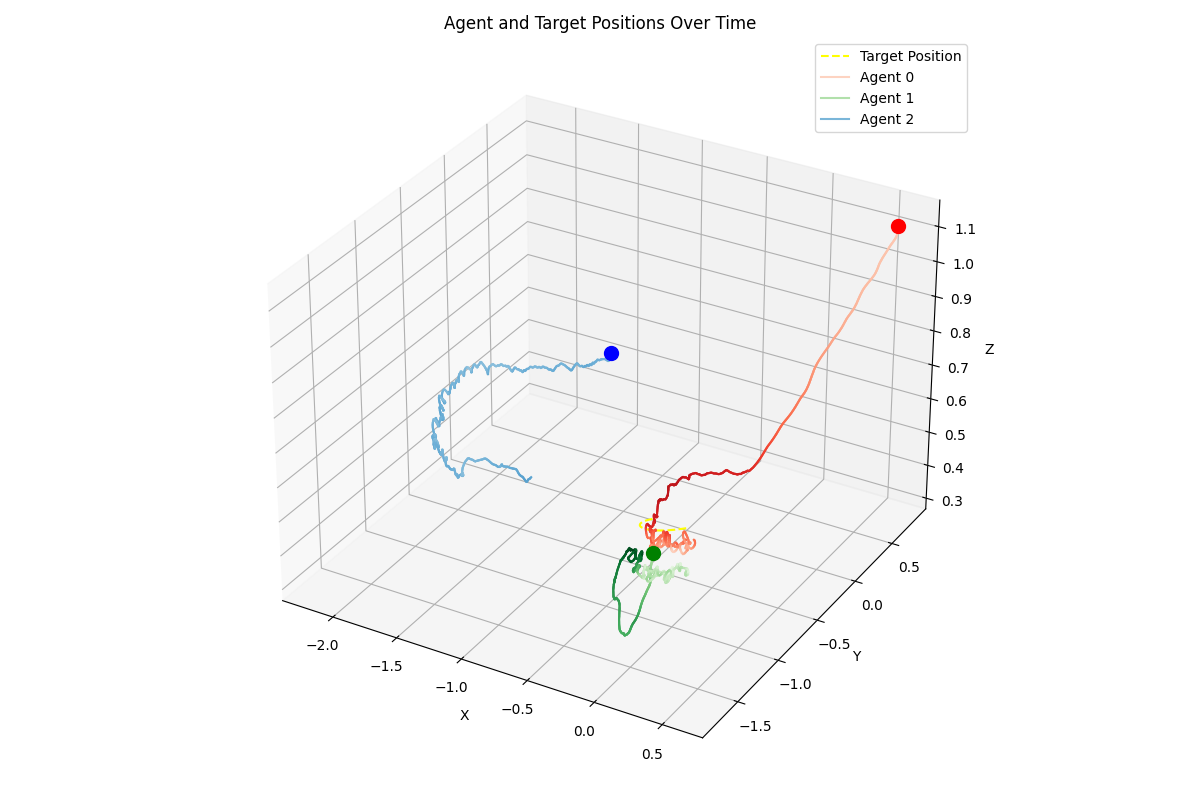 Agent and Target Positions Over Time
Target Position
Agent 0
Agent 1
Agent 2
1.1
1.0
0.9
0.8
0.7
0.6
0.5
0.4
0.3
Z
0.5
0.0
−0.5
−1.0
−1.5
Y
−2.0
−1.5
−1.0
−0.5
0.0
0.5
X